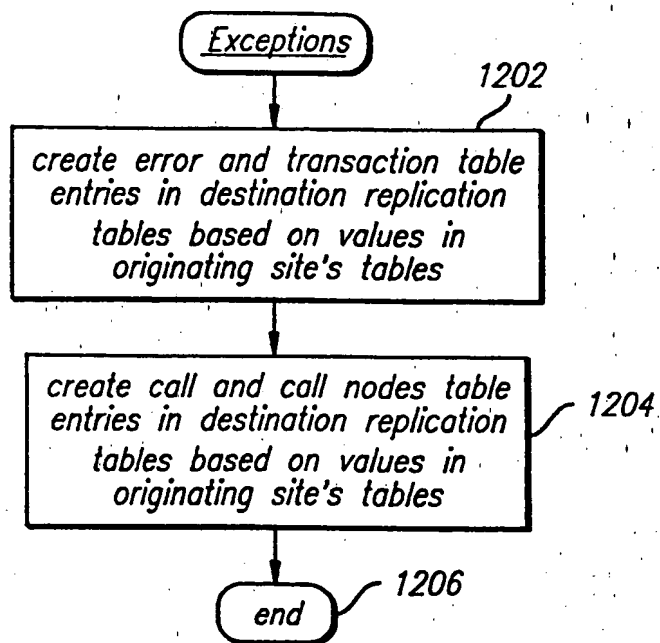 Exceptions
1202
create error and transaction table
entries in destination replication
tables based on values in
originating site's tables
create call and call nodes table
entries in destination replication
tables based on values in
originating site's tables
1204
end
1206